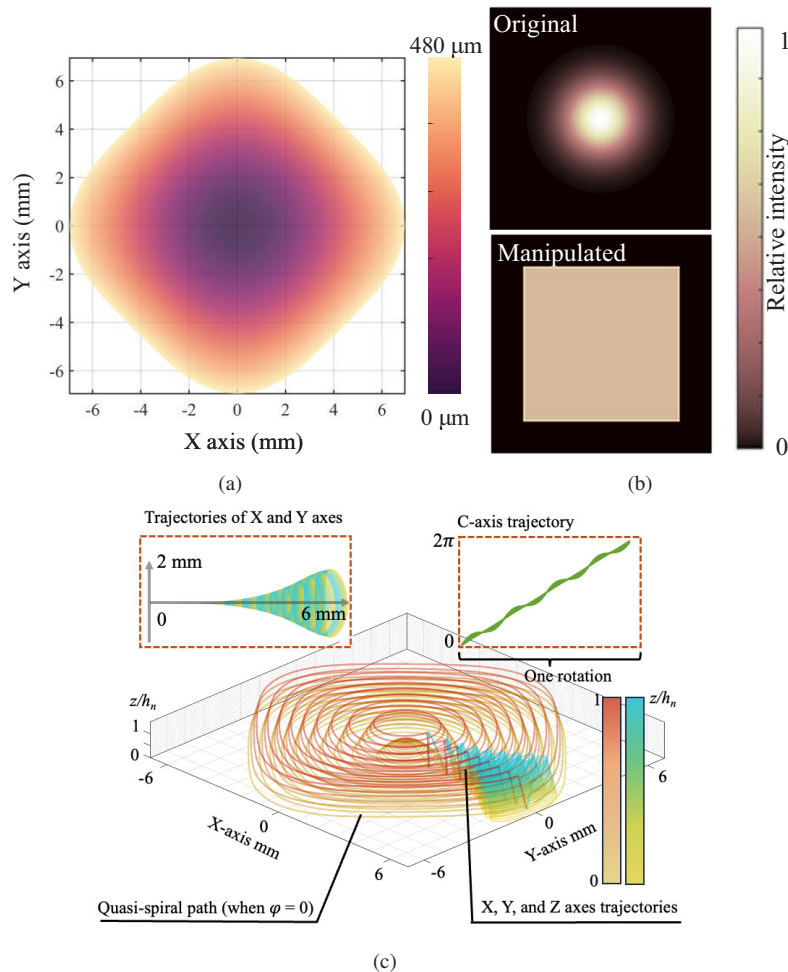 480 μm
6
4
2
0
-2
-4
-6
Y axis (mm)
-6
-4
-2
0
2
4
6
X axis (mm)
0 μm
(a)
Original
Manipulated
1
Relative intensity
0
(b)
Trajectories of X and Y axes
2 mm
0
6 mm
C-axis trajectory
2π
0
One rotation
z/hn
1
0
-6
0
6
X-axis mm
-6
0
6
Y-axis mm
1
z/hn
0
Quasi-spiral path (when φ = 0)
X, Y, and Z axes trajectories
(c)